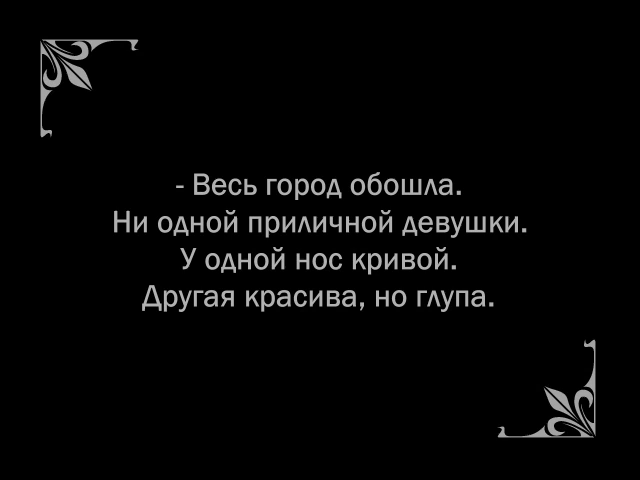 - Весь город обошла.
Ни одной приличной девушки.
У одной нос кривой.
Другая красива, но глупа.